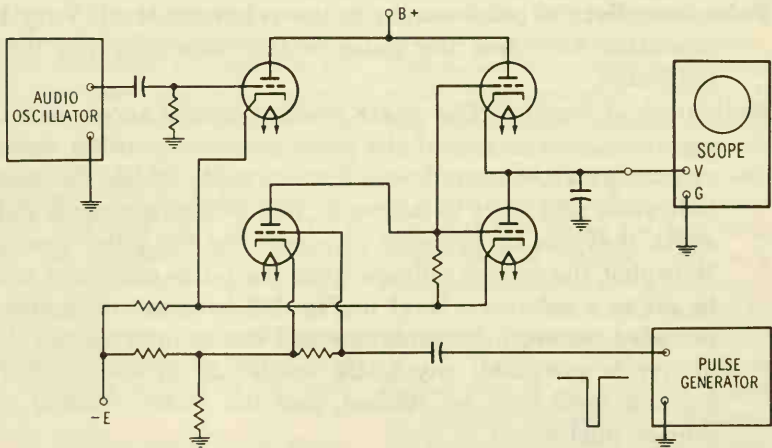 B+
AUDIO
OSCILLATOR
SCOPE
V
G
PULSE
GENERATOR
-E